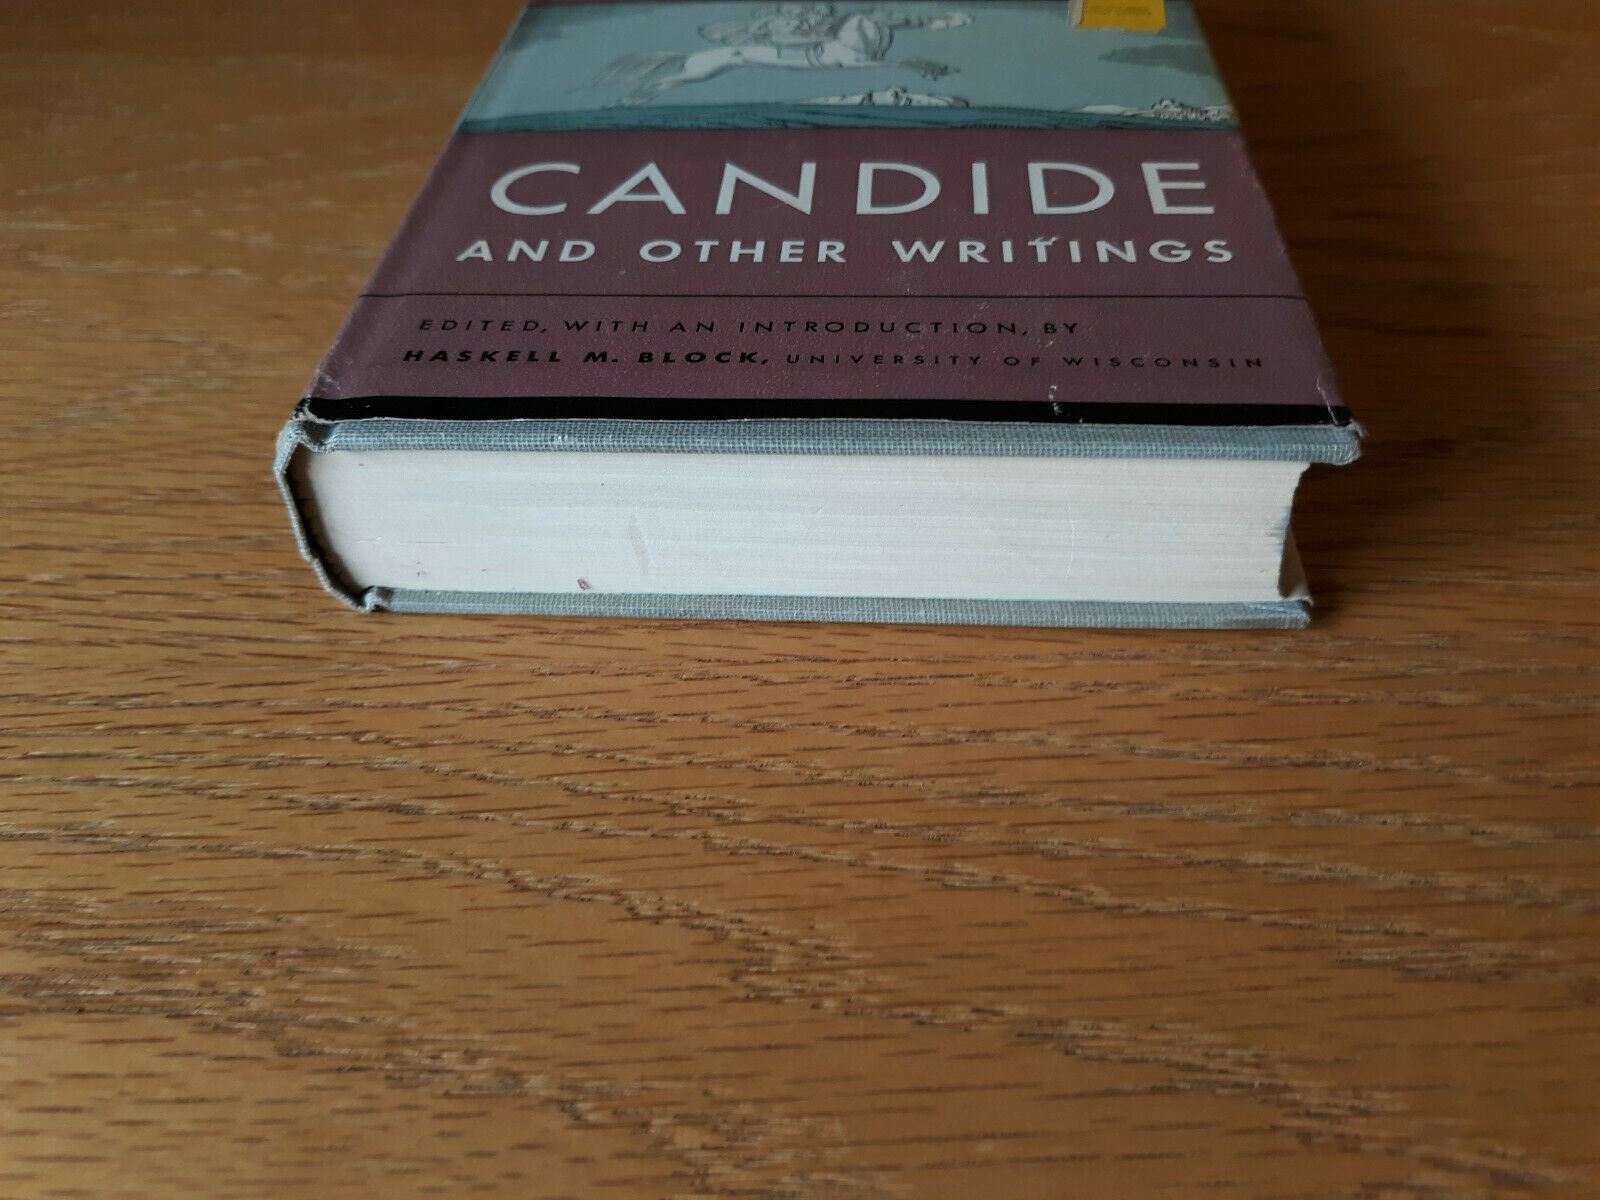 CANDIDE
AND OTHER WRITINGS
EDITED, WITH AN INTRODUCTION, BY
HASKELL M. BLOCK, UNIVERSITY OF WISCONSIN